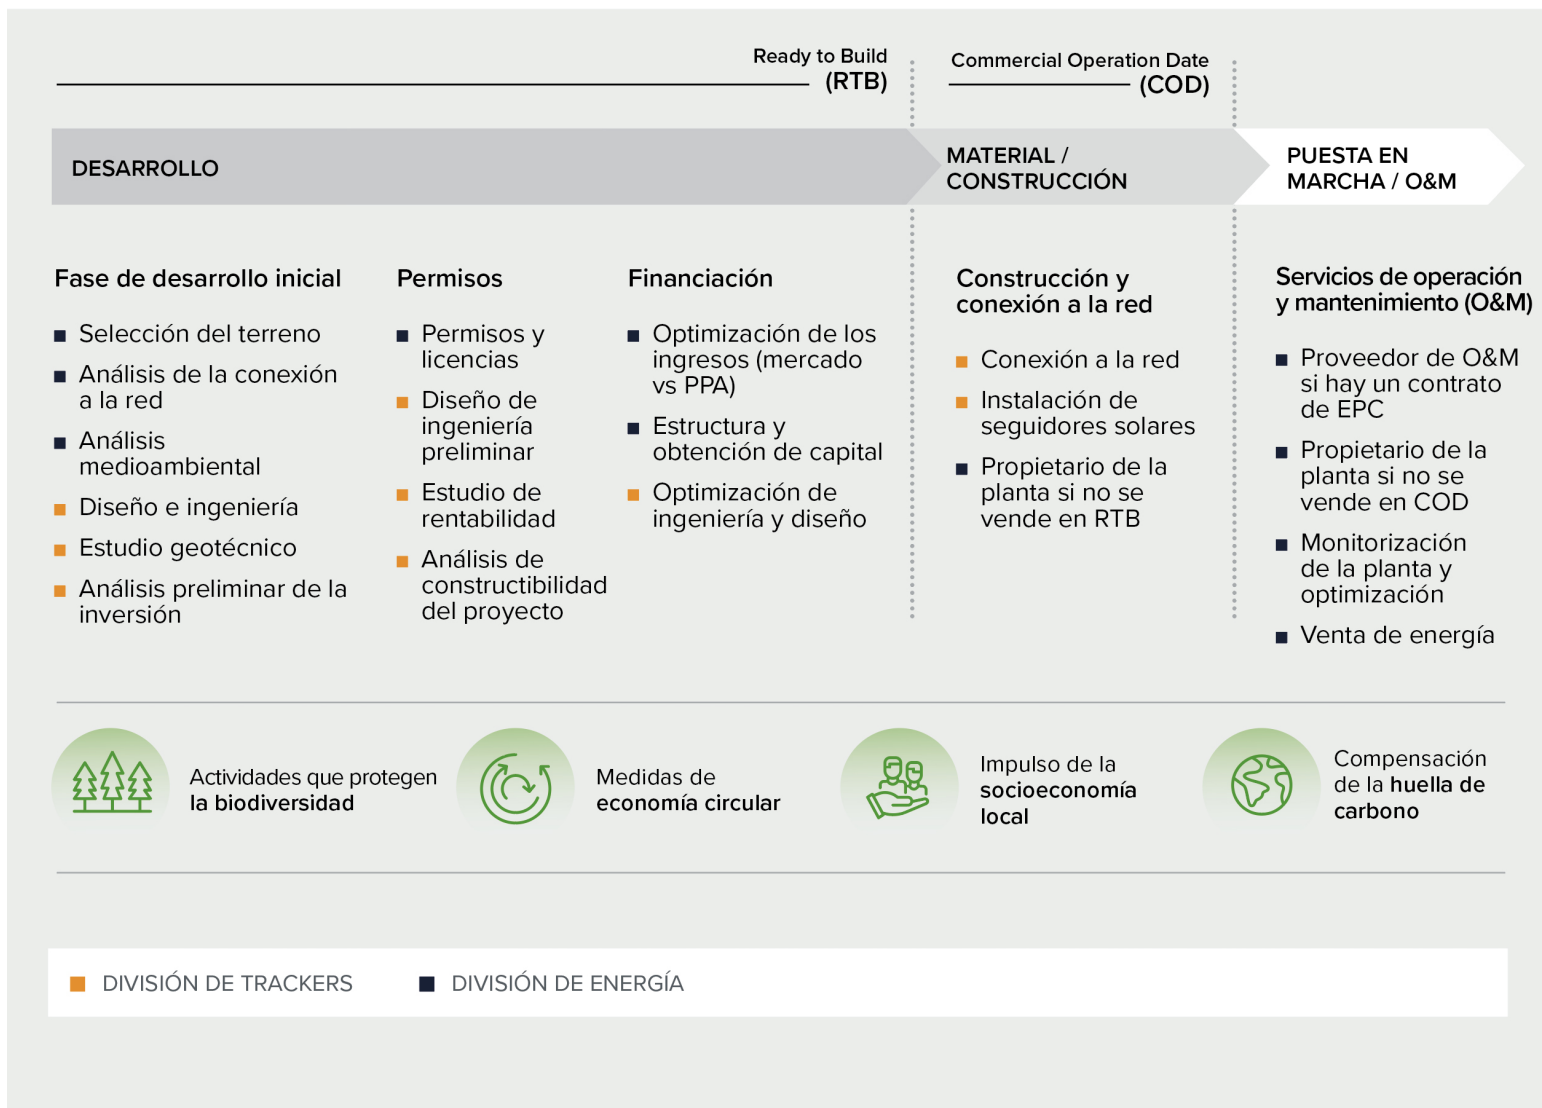 Ready to Build
(RTB)
Commercial Operation Date
(COD)
DESARROLLO
MATERIAL /
CONSTRUCCIÓN
PUESTA EN
MARCHA / O&M
Fase de desarrollo inicial
Selección del terreno
Análisis de la conexión
a la red
Análisis
medioambiental
Diseño e ingeniería
Estudio geotécnico
Análisis preliminar de la
inversión
Permisos
Permisos y
licencias
Diseño de
ingeniería
preliminar
Estudio de
rentabilidad
Análisis de
constructibilidad
del proyecto
Financiación
Optimización de los
ingresos (mercado
vs PPA)
Estructura y
obtención de capital
Optimización de
ingeniería y diseño
Construcción y
conexión a la red
Conexión a la red
Instalación de
seguidores solares
Propietario de la
planta si no se
vende en RTB
Servicios de operación
y mantenimiento (O&M)
Proveedor de O&M
si hay un contrato
de EPC
Propietario de la
planta si no se
vende en COD
Monitorización
de la planta y
optimización
Venta de energía
Actividades que protegen
la biodiversidad
Medidas de
economía circular
Impulso de la
socioeconomía
local
Compensación
de la huella de
carbono
DIVISIÓN DE TRACKERS
DIVISIÓN DE ENERGÍA